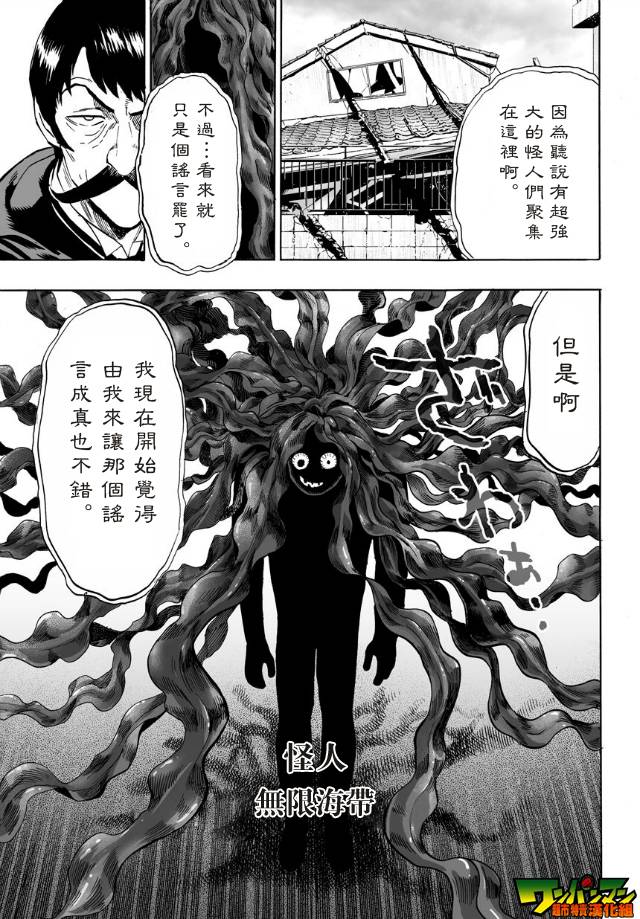 因為聽說有超強
大的怪人們聚集
在這裡啊。
不過…看來就
只是個謠言罷了。
但是啊
ざわぁ…
我現在開始覺得
由我來讓那個謠
言成真也不錯。
怪人
無限海帶
ワンパンマン